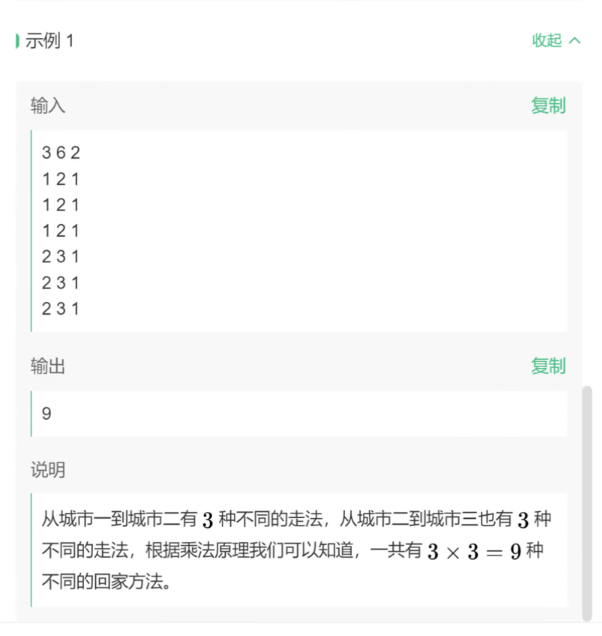 示例 1
收起
输入
复制
3 6 2
1 2 1
1 2 1
1 2 1
2 3 1
2 3 1
2 3 1
输出
复制
9
说明
从城市一到城市二有 3 种不同的走法，从城市二到城市三也有 3 种
不同的走法，根据乘法原理我们可以知道，一共有 3 × 3 = 9 种
不同的回家方法。